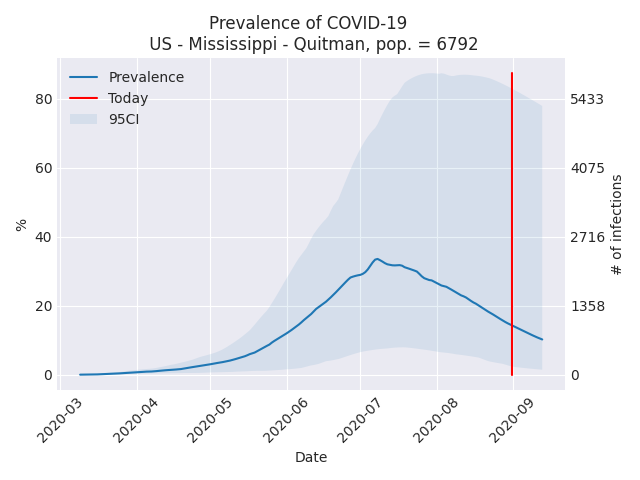 Prevalence of COVID-19
US - Mississippi - Quitman, pop. = 6792
Prevalence
Today
95CI
%
80
60
40
20
0
5433
4075
2716
1358
0
# of infections
2020-03
2020-04
2020-05
2020-06
2020-07
2020-08
2020-09
Date